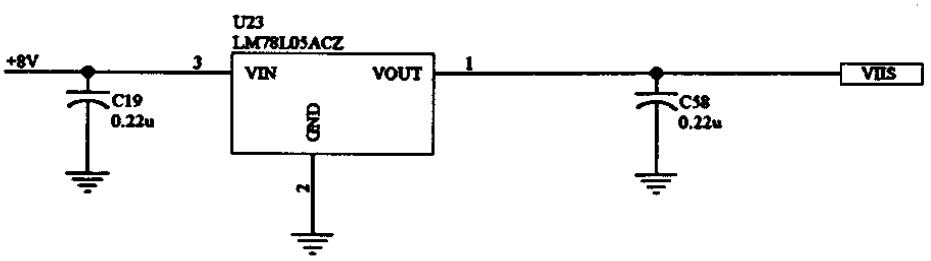 U23
LM78L05ACZ
+8V
3
VIN
VOUT
1
VIIS
C19
0.22u
GND
C58
0.22u
2